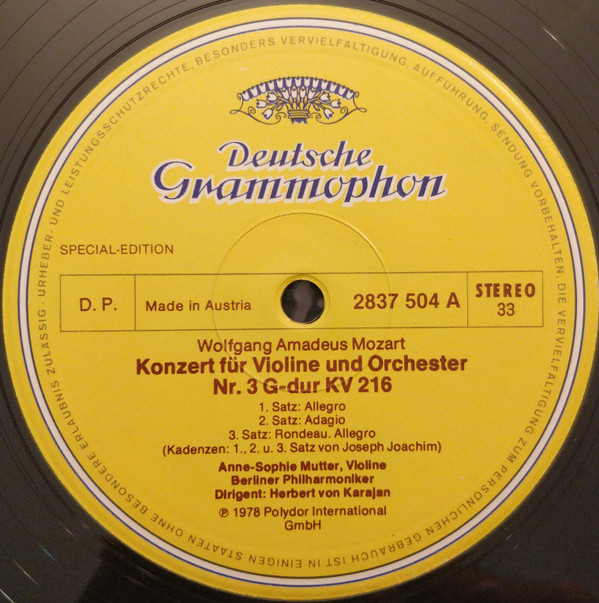 Deutsche
Grammophon
SPECIAL-EDITION
D. P.
Made in Austria
2837 504 A
STEREO
33
Wolfgang Amadeus Mozart
Konzert für Violine und Orchester
Nr. 3 G-dur KV 216
1. Satz: Allegro
2. Satz: Adagio
3. Satz: Rondeau. Allegro
(Kadenzen: 1., 2. u. 3. Satz von Joseph Joachim)
Anne-Sophie Mutter, Violine
Berliner Philharmoniker
Dirigent: Herbert von Karajan
℗ 1978 Polydor International
GmbH
URHEBER- UND LEISTUNGSSCHUTZRECHTE, BESONDERS VERVIELFÄLTIGUNG, AUFFÜHRUNG, SENDUNG VORBEHALTEN · DIE VERVIELFÄLTIGUNG ZUM PERSÖNLICHEN GEBRAUCH IST IN EINIGEN STAATEN OHNE BESONDERE ERLAUBNIS ZULÄSSIG ·